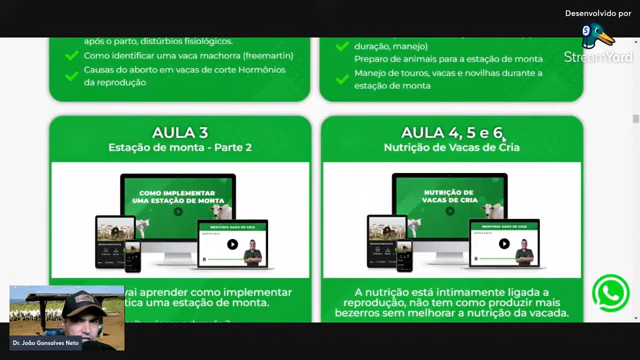 Desenvolvido por
StreamYard
após o parto, distúrbios fisiológicos.
Como identificar uma vaca machorra (freemartin)
Causas do aborto em vacas de corte Hormônios
da reprodução
duração, manejo)
Preparo de animais para a estação de monta
Manejo de touros, vacas e novilhas durante a
estação de monta
AULA 3
Estação de monta - Parte 2
COMO IMPLEMENTAR
UMA ESTAÇÃO DE MONTA
AULA 4, 5 e 6
Nutrição de Vacas de Cria
NUTRIÇÃO DE
VACAS DE CRIA
vai aprender como implementar
tica uma estação de monta.
A nutrição está intimamente ligada a
reprodução, não tem como produzir mais
bezerros sem melhorar a nutrição da vacada.
Dr. João Gonsalves Neto